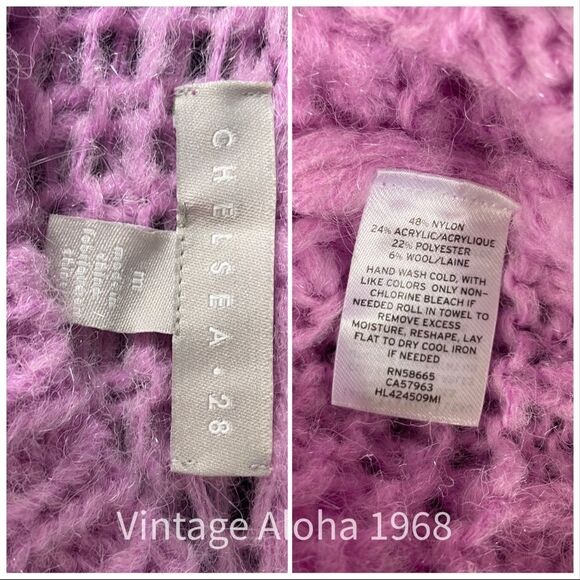 CHELSEA • 28
m
48% NYLON
24% ACRYLIC/ACRYLIQUE
22% POLYESTER
6% WOOL/LAINE
HAND WASH COLD, WITH
LIKE COLORS ONLY NON-
CHLORINE BLEACH IF
NEEDED ROLL IN TOWEL TO
REMOVE EXCESS
MOISTURE, RESHAPE, LAY
FLAT TO DRY COOL IRON
IF NEEDED
RN58665
CA57963
HL424509MI
Vintage Aloha 1968